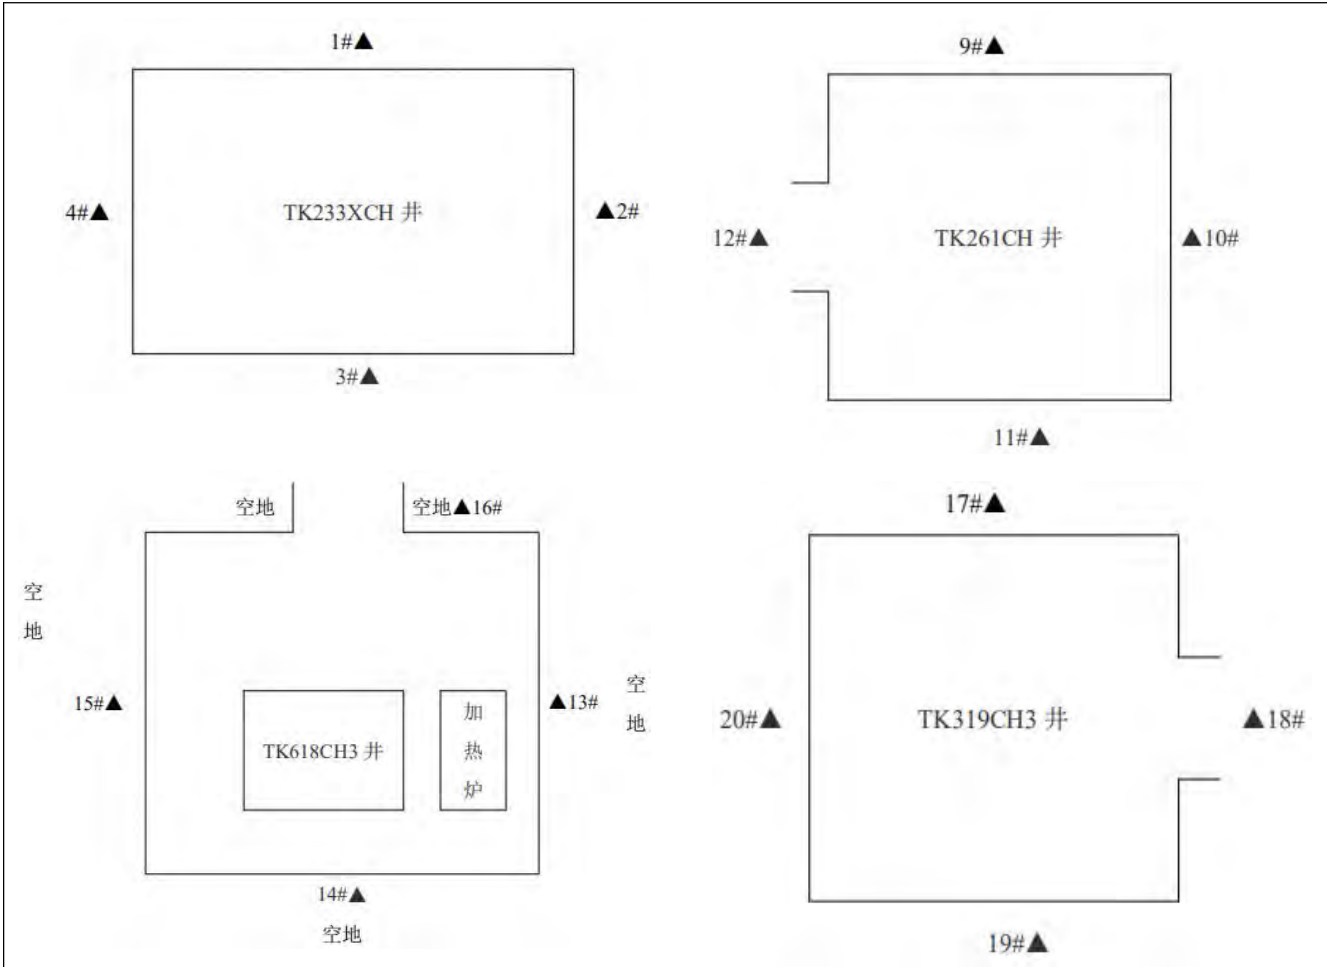 1#▲
4#▲
TK233XCH 井
▲2#
3#▲
9#▲
12#▲
TK261CH 井
▲10#
11#▲
空地
空地▲16#
空
地
15#▲
TK618CH3 井
加
热
炉
▲13#
空
地
14#▲
空地
17#▲
20#▲
TK319CH3 井
▲18#
19#▲